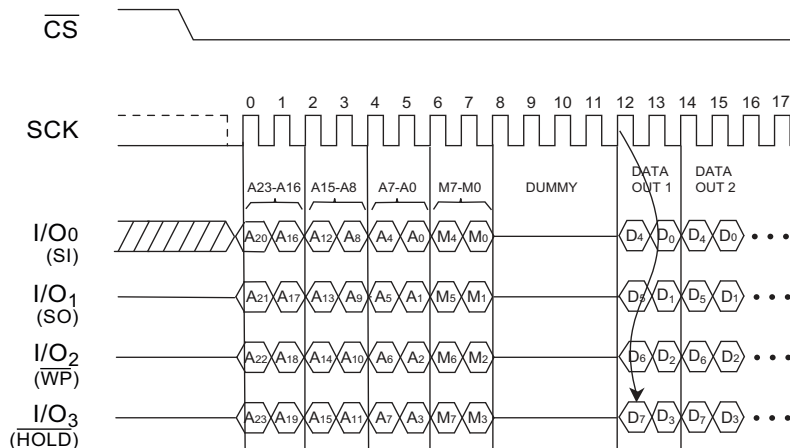 CS
0 1 2 3 4 5 6 7 8 9 10 11 12 13 14 15 16 17
SCK
A23-A16 A15-A8 A7-A0 M7-M0 DUMMY DATA OUT 1 DATA OUT 2
I/O0 A20 A16 A12 A8 A4 A0 M4 M0 D4 D0 D4 D0
(SI)
I/O1 A21 A17 A13 A9 A5 A1 M5 M1 D5 D1 D5 D1
(SO)
I/O2 A22 A18 A14 A10 A6 A2 M6 M2 D6 D2 D6 D2
(WP)
I/O3 A23 A19 A15 A11 A7 A3 M7 M3 D7 D3 D7 D3
(HOLD)